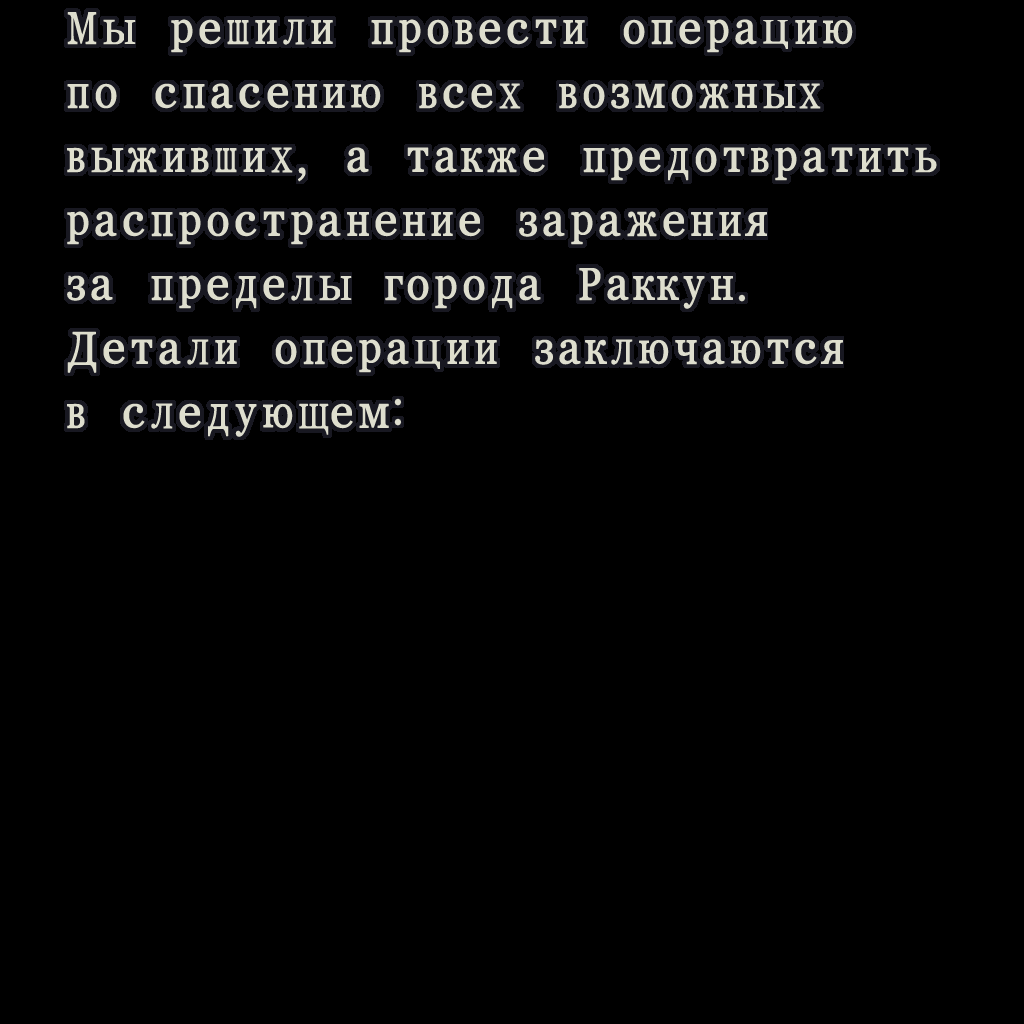 Мы решили провести операцию
по спасению всех возможных
выживших, а также предотвратить
распространение заражения
за пределы города Раккун.
Детали операции заключаются
в следующем: